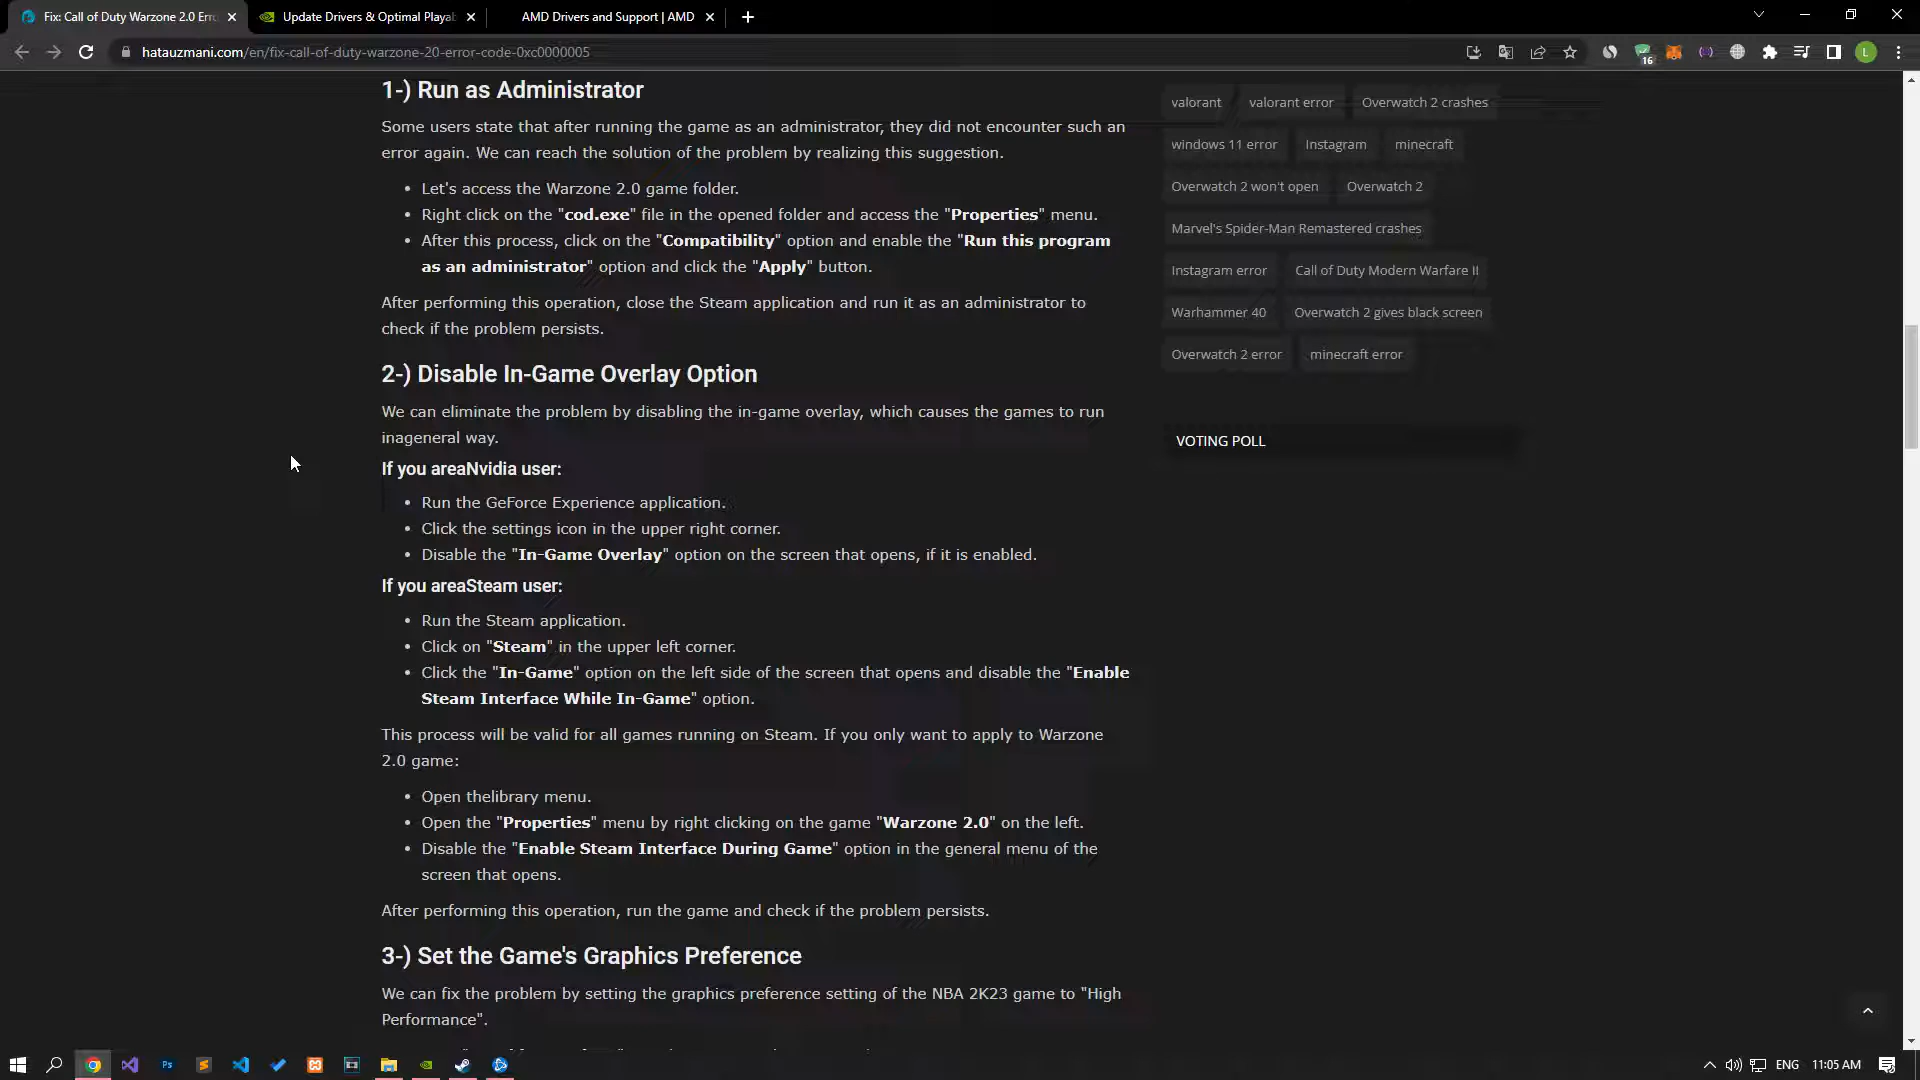 Fix: Call of Duty Warzone 2.0 Erro
Update Drivers & Optimal Playab
AMD Drivers and Support | AMD
hatauzmani.com/en/fix-call-of-duty-warzone-20-error-code-0xc0000005
16
L
1-) Run as Administrator
Some users state that after running the game as an administrator, they did not encounter such an
error again. We can reach the solution of the problem by realizing this suggestion.
• Let's access the Warzone 2.0 game folder.
• Right click on the "cod.exe" file in the opened folder and access the "Properties" menu.
• After this process, click on the "Compatibility" option and enable the "Run this program
as an administrator" option and click the "Apply" button.
After performing this operation, close the Steam application and run it as an administrator to
check if the problem persists.
2-) Disable In-Game Overlay Option
We can eliminate the problem by disabling the in-game overlay, which causes the games to run
inageneral way.
If you areaNvidia user:
• Run the GeForce Experience application.
• Click the settings icon in the upper right corner.
• Disable the "In-Game Overlay" option on the screen that opens, if it is enabled.
If you areaSteam user:
• Run the Steam application.
• Click on "Steam" in the upper left corner.
• Click the "In-Game" option on the left side of the screen that opens and disable the "Enable
Steam Interface While In-Game" option.
This process will be valid for all games running on Steam. If you only want to apply to Warzone
2.0 game:
• Open thelibrary menu.
• Open the "Properties" menu by right clicking on the game "Warzone 2.0" on the left.
• Disable the "Enable Steam Interface During Game" option in the general menu of the
screen that opens.
After performing this operation, run the game and check if the problem persists.
3-) Set the Game's Graphics Preference
We can fix the problem by setting the graphics preference setting of the NBA 2K23 game to "High
Performance".
valorant valorant error Overwatch 2 crashes
windows 11 error Instagram minecraft
Overwatch 2 won't open Overwatch 2
Marvel's Spider-Man Remastered crashes
Instagram error Call of Duty Modern Warfare II
Warhammer 40 Overwatch 2 gives black screen
Overwatch 2 error minecraft error
VOTING POLL
Ps
ENG
11:05 AM